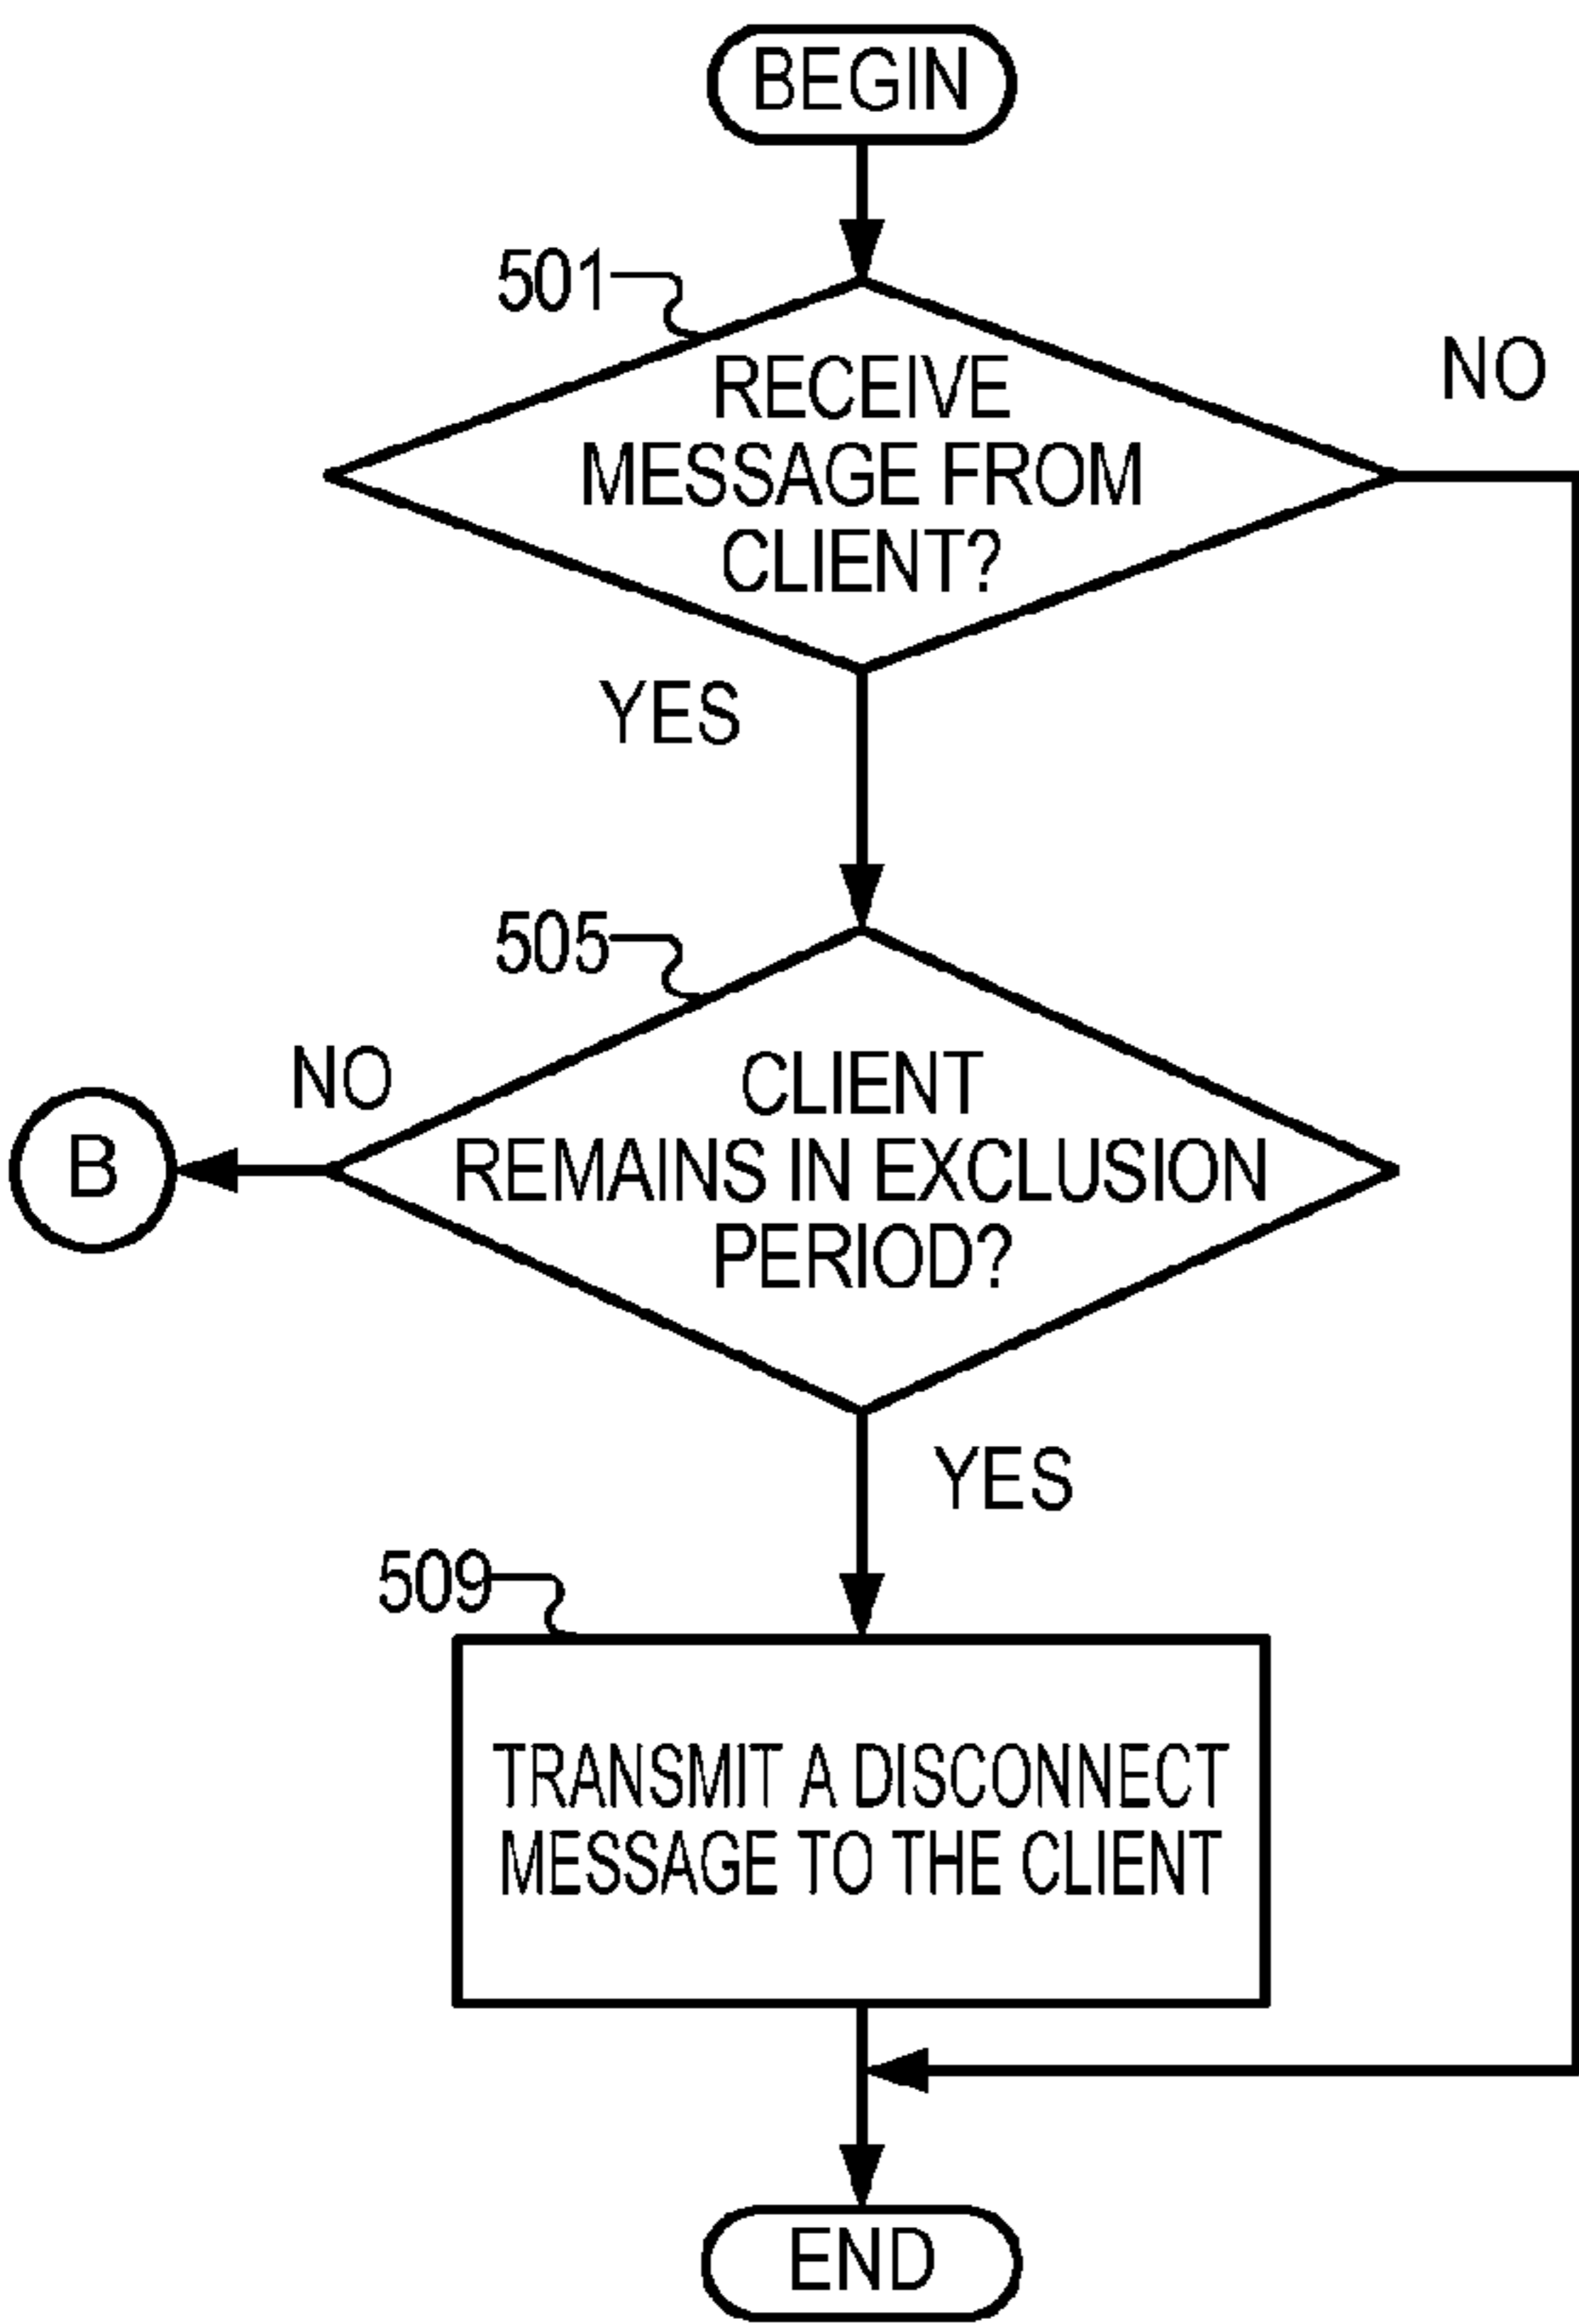 BEGIN
501
RECEIVE
MESSAGE FROM
CLIENT?
NO
YES
505
NO
CLIENT
REMAINS IN EXCLUSION
PERIOD?
B
YES
509
TRANSMIT A DISCONNECT
MESSAGE TO THE CLIENT
END